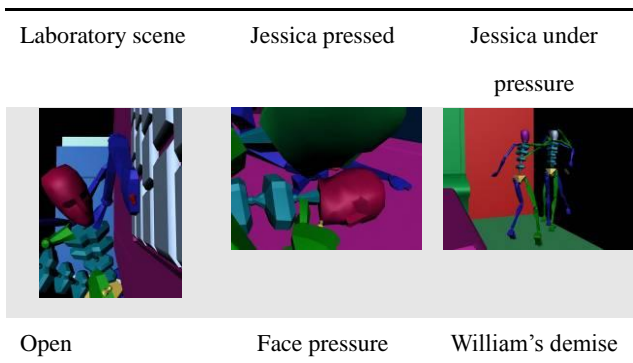 Laboratory scene
Jessica pressed
Jessica under
pressure
Open
Face pressure
William’s demise